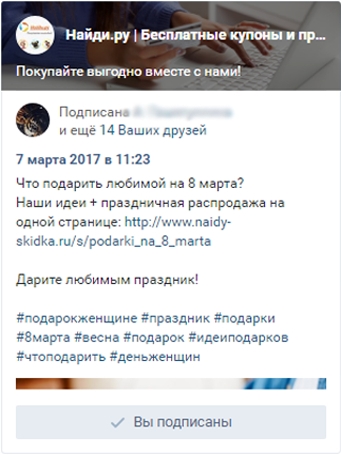 Найди.ру | Бесплатные купоны и пр...
Покупайте выгодно вместе с нами!
Подписана
и ещё 14 Ваших друзей
7 марта 2017 в 11:23
Что подарить любимой на 8 марта?
Наши идеи + праздничная распродажа на
одной странице: http://www.naidy-
skidka.ru/s/podarki_na_8_marta
Дарите любимым праздник!
#подарокженщине #праздник #подарки
#8марта #весна #подарок #идеиподарков
#чтоподарить #деньженщин
Вы подписаны